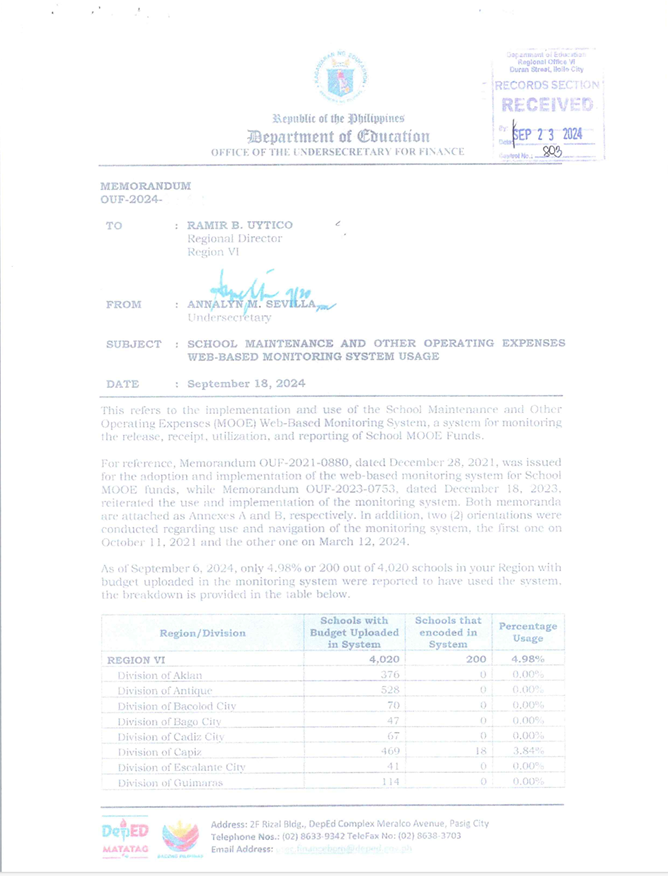 Department of Education
Regional Office VI
Duran Street, Iloilo City
RECORDS SECTION
RECEIVED
By
Date
SEP 23 2024
Control No.: 803
Republic of the Philippines
Department of Education
OFFICE OF THE UNDERSECRETARY FOR FINANCE
MEMORANDUM
OUF-2024-
TO : RAMIR B. UYTICO
Regional Director
Region VI
FROM : ANNALYN M. SEVILLA
Undersecretary
SUBJECT : SCHOOL MAINTENANCE AND OTHER OPERATING EXPENSES
WEB-BASED MONITORING SYSTEM USAGE
DATE : September 18, 2024
This refers to the implementation and use of the School Maintenance and Other
Operating Expenses (MOOE) Web-Based Monitoring System, a system for monitoring
the release, receipt, utilization, and reporting of School MOOE Funds.
For reference, Memorandum OUF-2021-0880, dated December 28, 2021, was issued
for the adoption and implementation of the web-based monitoring system for School
MOOE funds, while Memorandum OUF-2023-0753, dated December 18, 2023,
reiterated the use and implementation of the monitoring system. Both memoranda
are attached as Annexes A and B, respectively. In addition, two (2) orientations were
conducted regarding use and navigation of the monitoring system, the first one on
October 11, 2021 and the other one on March 12, 2024.
As of September 6, 2024, only 4.98% or 200 out of 4,020 schools in your Region with
budget uploaded in the monitoring system were reported to have used the system,
the breakdown is provided in the table below.
Region/Division Schools with Budget Uploaded in System Schools that encoded in System Percentage Usage
REGION VI 4,020 200 4.98%
Division of Aklan 376 0 0.00%
Division of Antique 528 0 0.00%
Division of Bacolod City 70 0 0.00%
Division of Bago City 47 0 0.00%
Division of Cadiz City 67 0 0.00%
Division of Capiz 469 18 3.84%
Division of Escalante City 41 0 0.00%
Division of Guimaras 114 0 0.00%
DepED
MATATAG
BAGONG PILIPINAS
Address: 2F Rizal Bldg., DepEd Complex Meralco Avenue, Pasig City
Telephone Nos.: (02) 8633-9342 TeleFax No: (02) 8638-3703
Email Address: